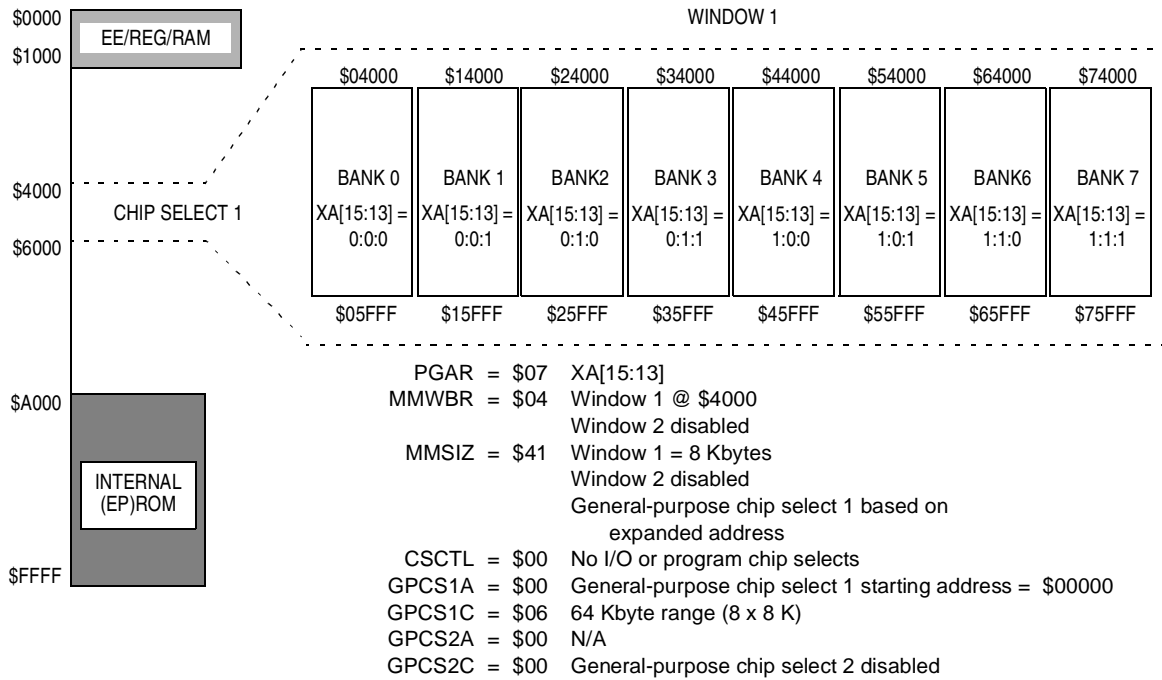 $0000
EE/REG/RAM
$1000
$4000
CHIP SELECT 1
$6000
$A000
INTERNAL
(EP)ROM
$FFFF
WINDOW 1
$04000 $14000 $24000 $34000 $44000 $54000 $64000 $74000
BANK 0 BANK 1 BANK2 BANK 3 BANK 4 BANK 5 BANK6 BANK 7
XA[15:13] = XA[15:13] = XA[15:13] = XA[15:13] = XA[15:13] = XA[15:13] = XA[15:13] = XA[15:13] =
0:0:0 0:0:1 0:1:0 0:1:1 1:0:0 1:0:1 1:1:0 1:1:1
$05FFF $15FFF $25FFF $35FFF $45FFF $55FFF $65FFF $75FFF
PGAR = $07 XA[15:13]
MMWBR = $04 Window 1 @ $4000
Window 2 disabled
MMSIZ = $41 Window 1 = 8 Kbytes
Window 2 disabled
General-purpose chip select 1 based on
expanded address
CSCTL = $00 No I/O or program chip selects
GPCS1A = $00 General-purpose chip select 1 starting address = $00000
GPCS1C = $06 64 Kbyte range (8 x 8 K)
GPCS2A = $00 N/A
GPCS2C = $00 General-purpose chip select 2 disabled